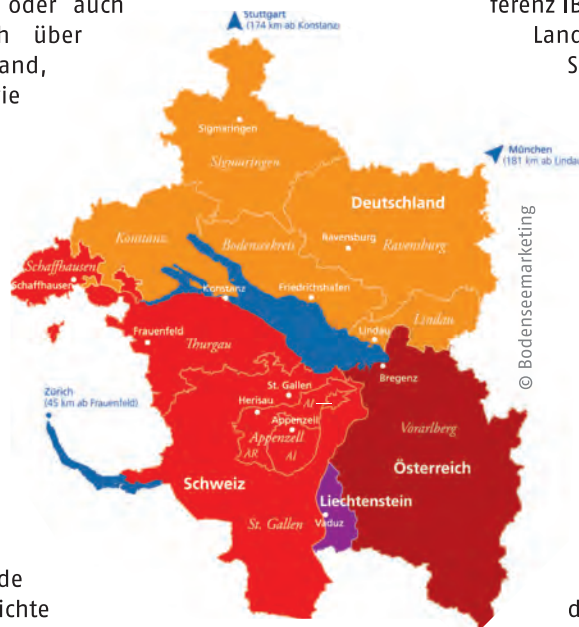 oder auch
h über
and,
ie
ferenz IB
Land
S
Stuttgart
(174 km ab Konstanz)
Sigmaringen
Sigmaringen
München
(181 km ab Lindau
Deutschland
Konstanz
Bodenseekreis
Ravensburg
Ravensburg
Schaffhausen
Schaffhausen
Konstanz
Friedrichshafen
Lindau
Lindau
Frauenfeld
Thurgau
Bregenz
© Bodenseemarketing
Zürich
(45 km ab Frauenfeld)
St. Gallen
Herisau
AI
Appenzell
Appenzell
AR
AI
Vorarlberg
Österreich
Schweiz
Liechtenstein
St. Gallen
Vaduz
de
ichte
d